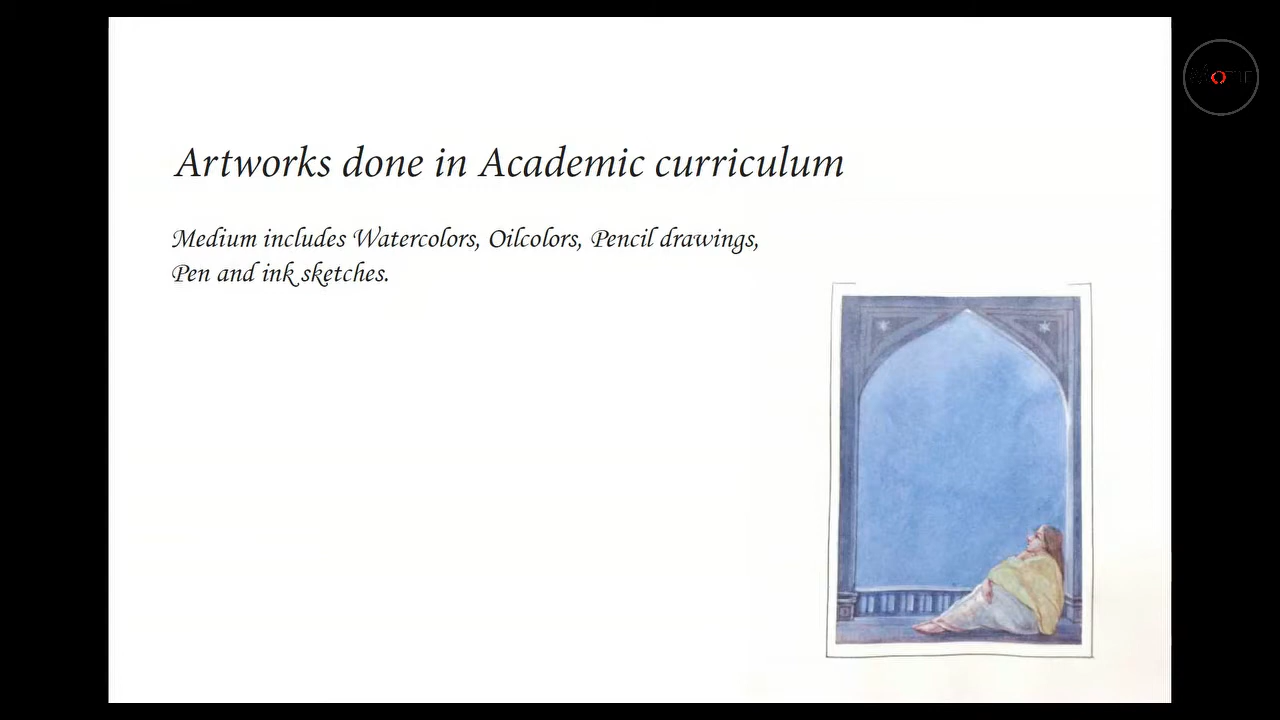 Artworks done in Academic curriculum
Medium includes Watercolors, Oilcolors, Pencil drawings,
Pen and ink sketches.